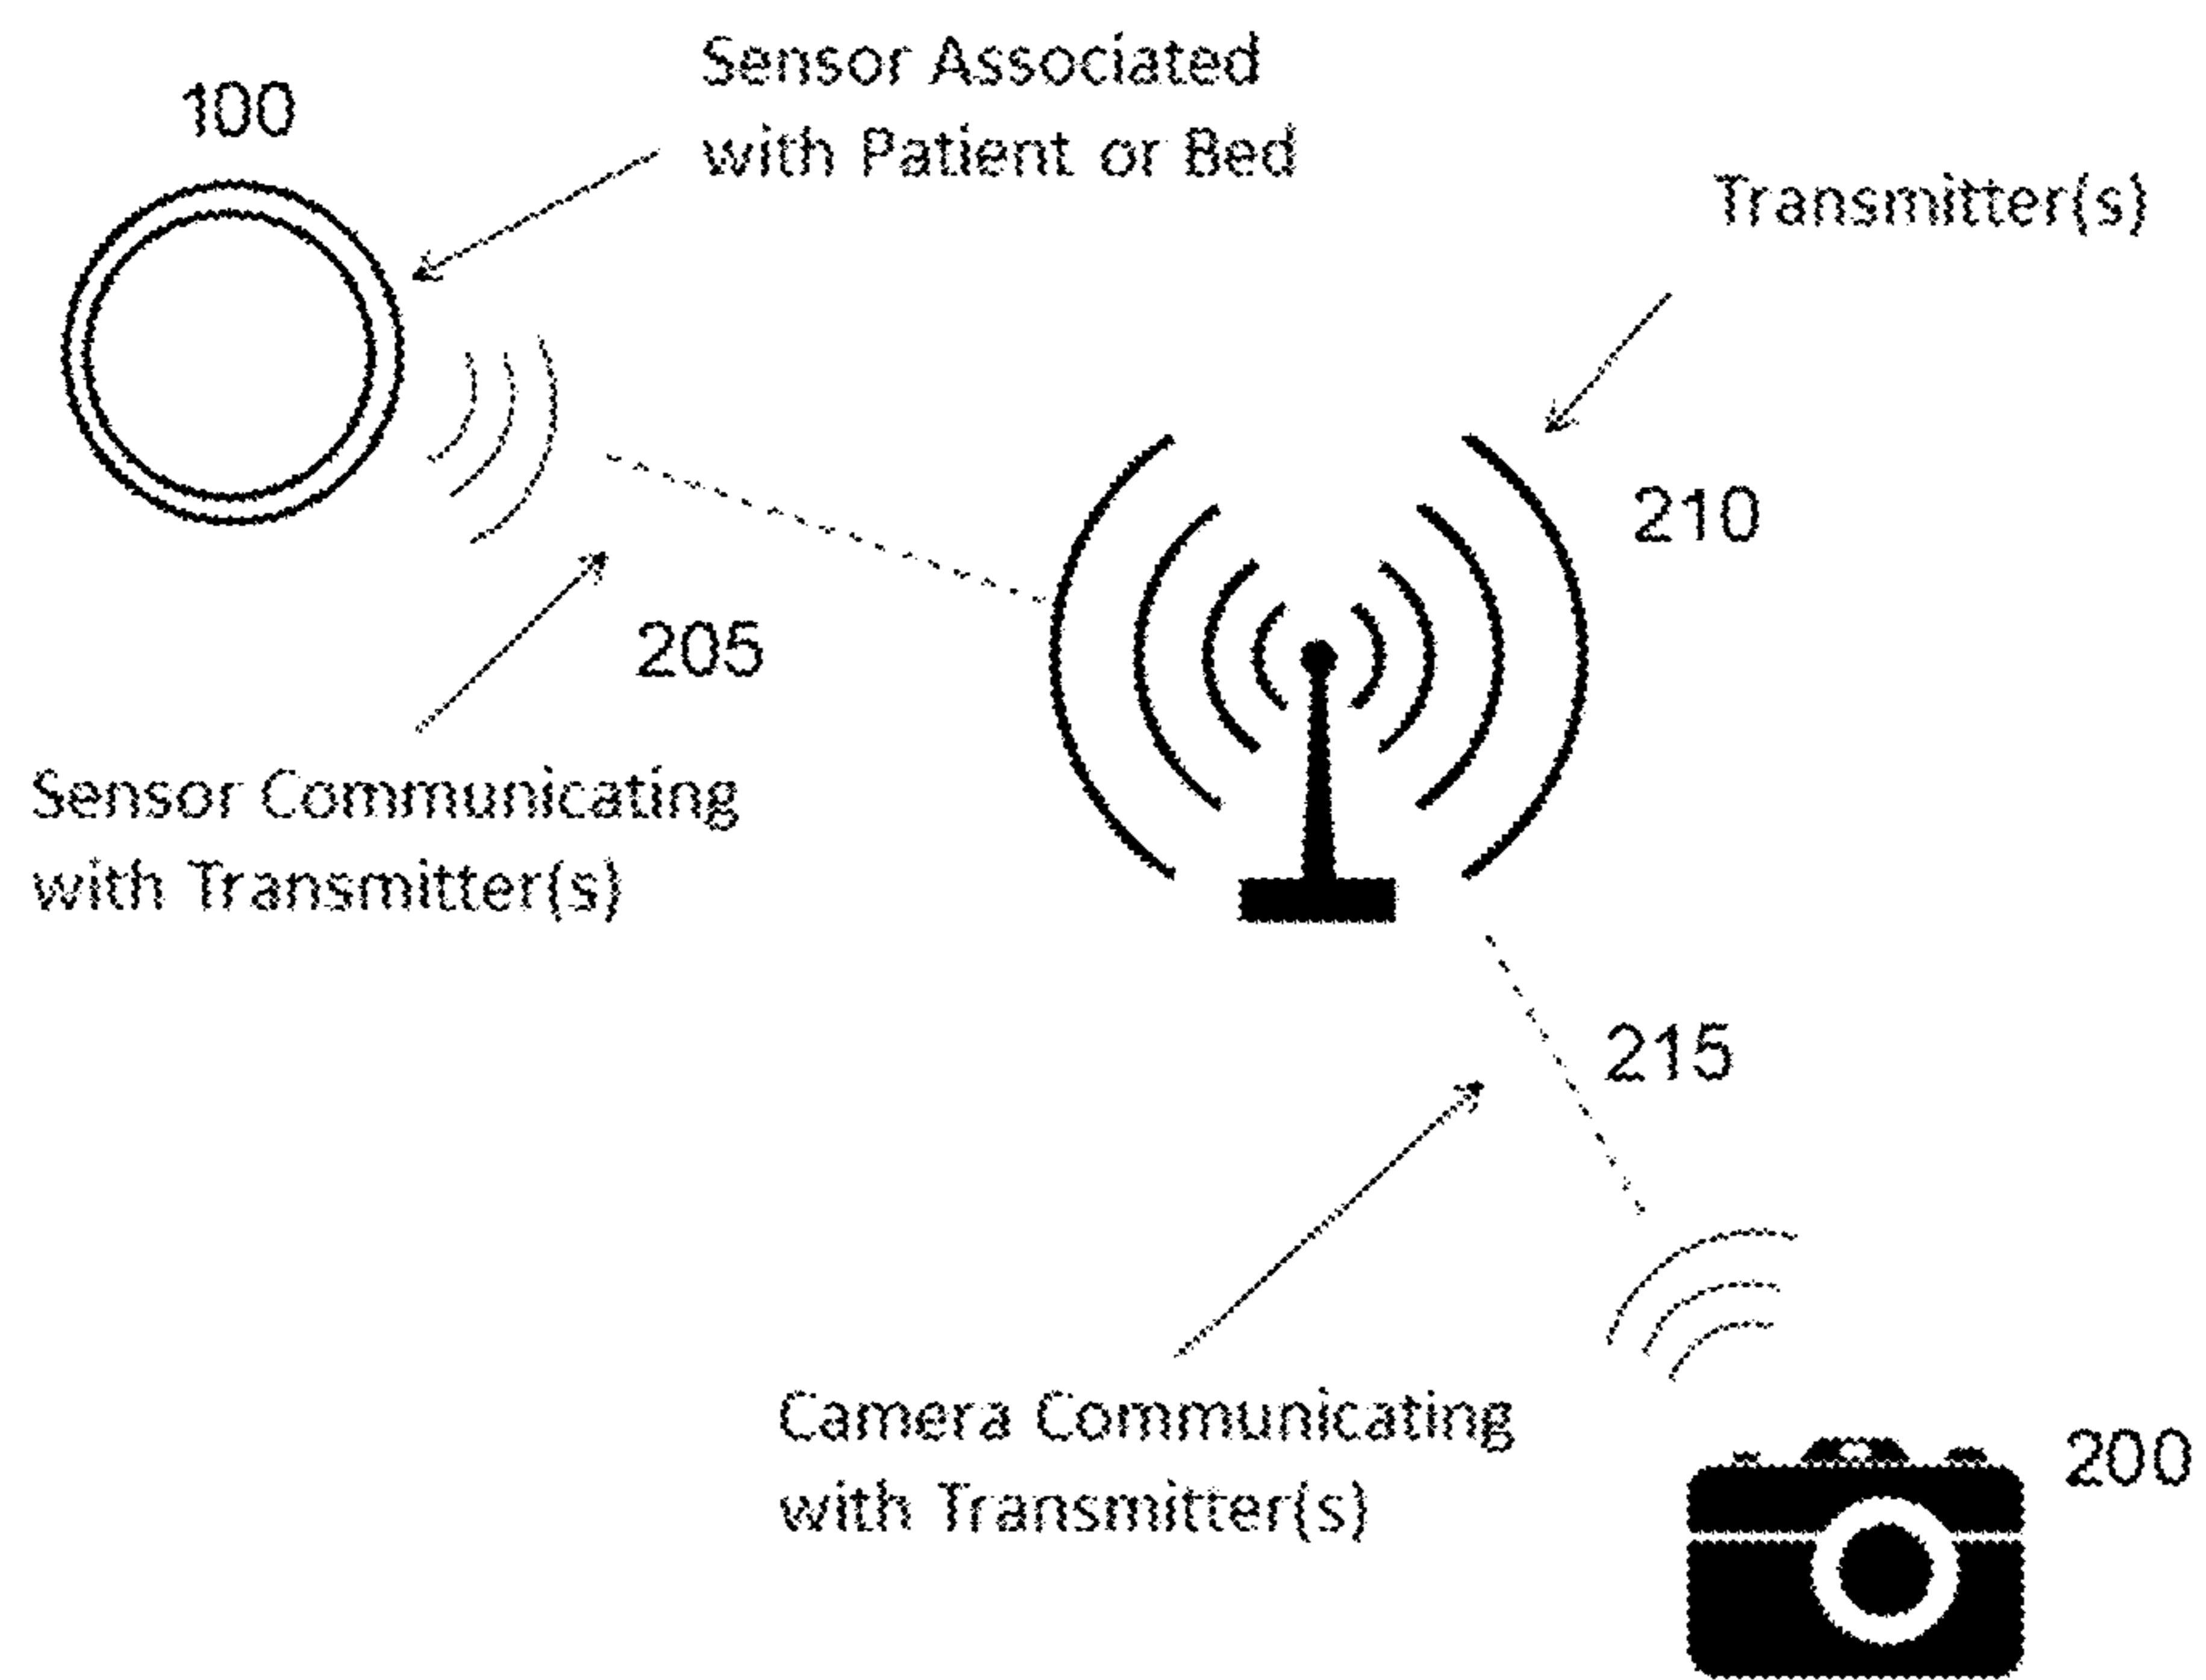 100
Sensor Associated
with Patient or Bed
Transmitter(s)
210
205
Sensor Communicating
with Transmitter(s)
215
Camera Communicating
with Transmitter(s)
200